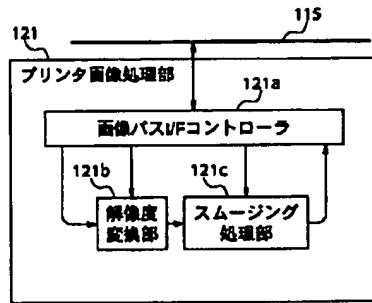 115
121
プリンタ画像処理部
121a
画像バスI/Fコントローラ
121b
121c
解像度
変換部
スムージング
処理部